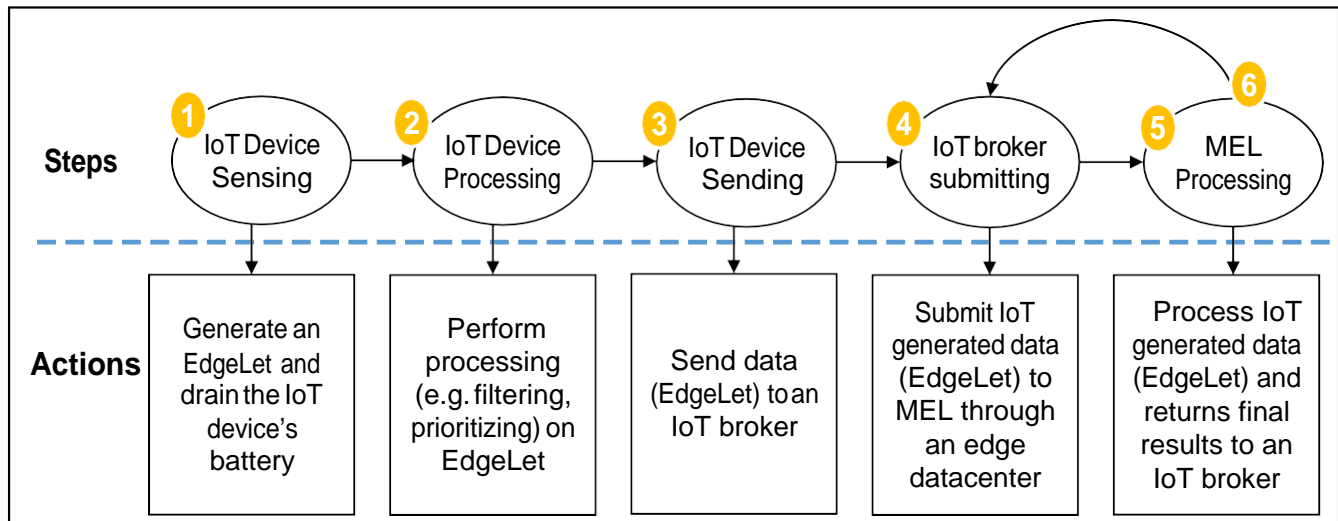 6
1
2
3
4
5
IoT Device
Sensing
IoT Device
Processing
IoT Device
Sending
IoT broker
submitting
MEL
Processing
Steps
Actions
Generate an
EdgeLet and
drain the IoT
device’s
battery
Perform
processing
(e.g. filtering,
prioritizing) on
EdgeLet
Send data
(EdgeLet) to an
IoT broker
Submit IoT
generated data
(EdgeLet) to
MEL through
an edge
datacenter
Process IoT
generated data
(EdgeLet) and
returns final
results to an
IoT broker